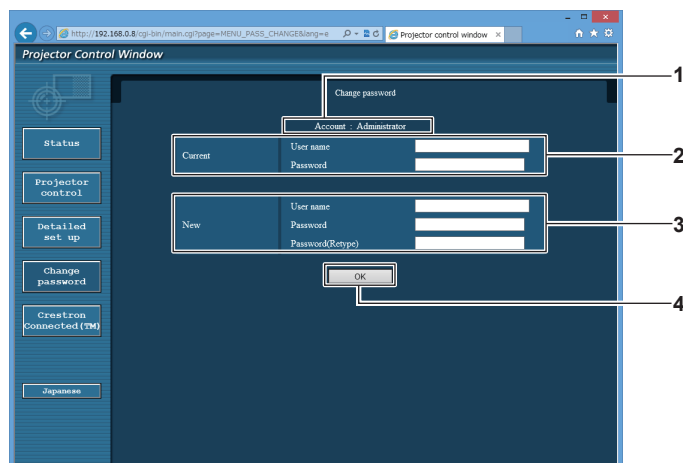 http://192.168.0.8/cgi-bin/main.cgi?page=MENU_PASS_CHANGE&lang=e
Projector control window
Projector Control Window
Change password
1
Account : Administrator
Status
Current
User name
Password
2
Projector
control
New
User name
Password
Password(Retype)
3
Detailed
set up
OK
4
Change
password
Crestron
Connected(TM)
Japanese